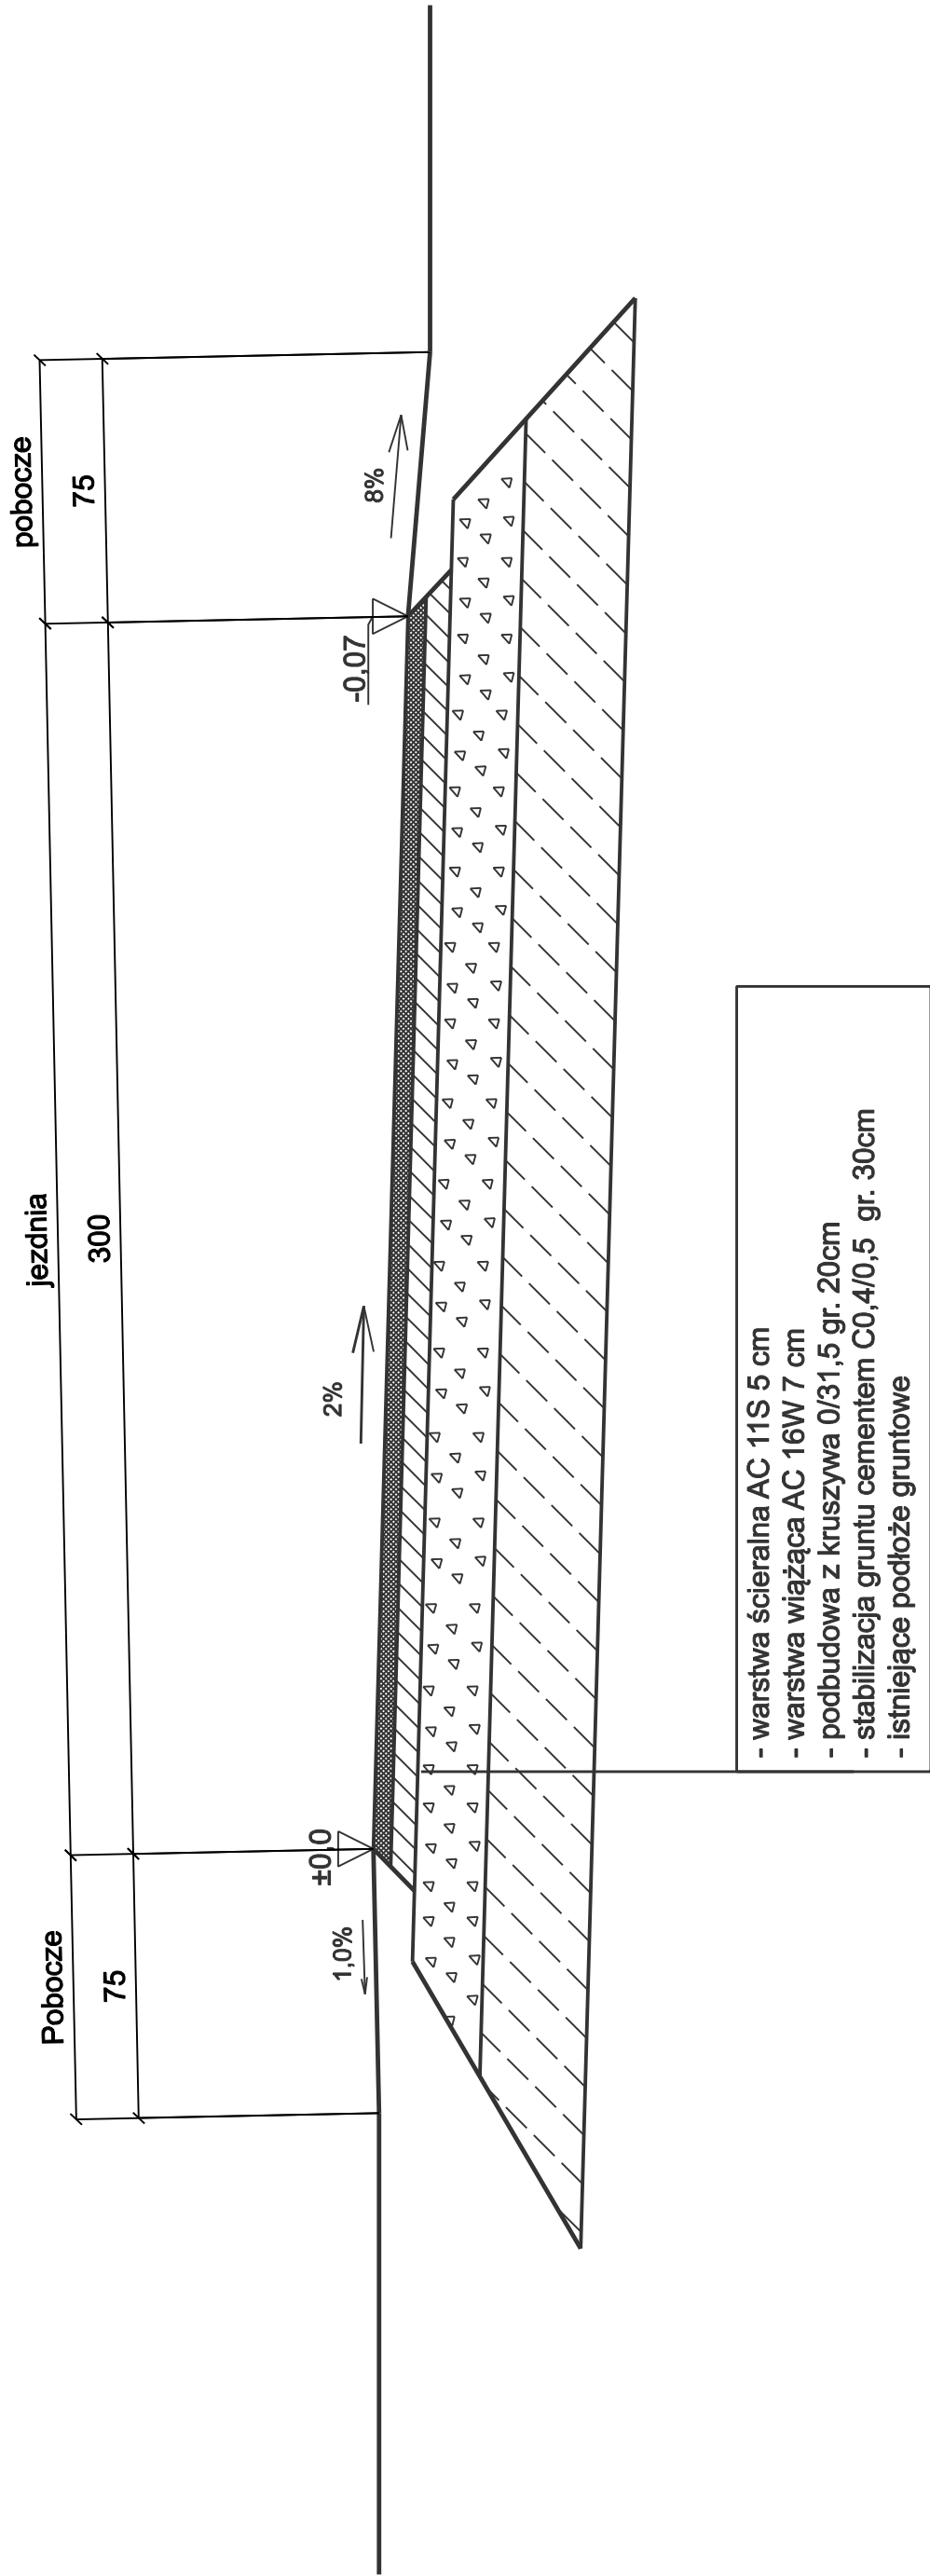 Pobocze
jezdnia
pobocze
75
300
75
1,0%
±0,0
2%
-0,07
8%
- warstwa ścieralna AC 11S 5 cm
- warstwa wiążąca AC 16W 7 cm
- podbudowa z kruszywa 0/31,5 gr. 20cm
- stabilizacja gruntu cementem C0,4/0,5 gr. 30cm
- istniejące podłoże gruntowe